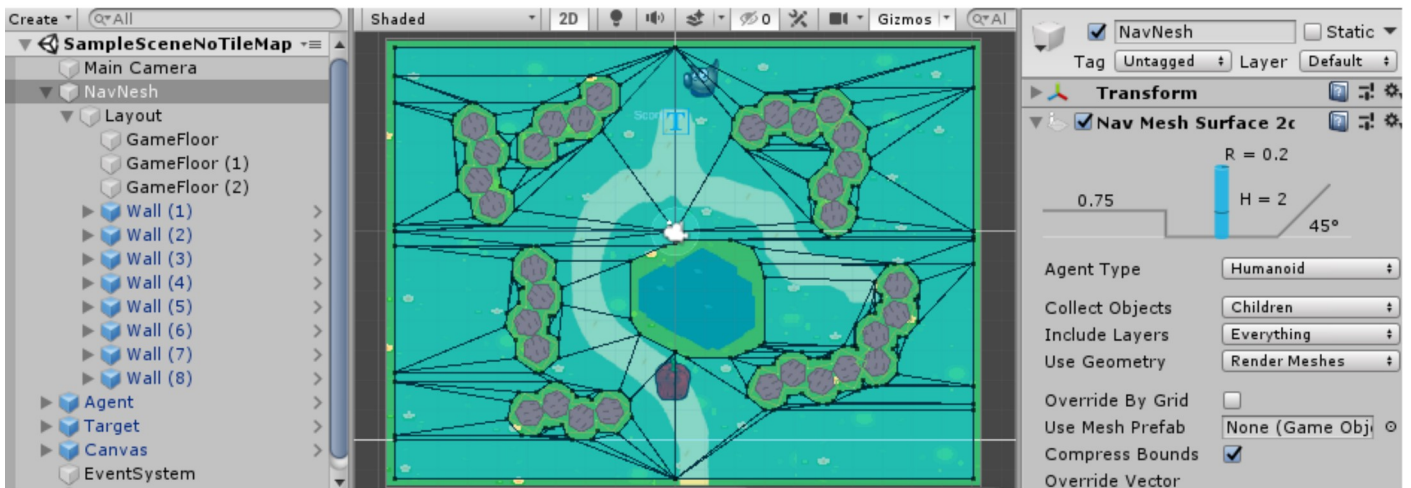 Create
All
SampleSceneNoTileMap
Main Camera
NavNesh
Layout
GameFloor
GameFloor (1)
GameFloor (2)
Wall (1)
Wall (2)
Wall (3)
Wall (4)
Wall (5)
Wall (6)
Wall (7)
Wall (8)
Agent
Target
Canvas
EventSystem
Shaded
2D
0
Gizmos
Al
T
NavNesh
Static
Tag Untagged Layer Default
Transform
Nav Mesh Surface 2c
R = 0.2
0.75
H = 2
45°
Agent Type Humanoid
Collect Objects Children
Include Layers Everything
Use Geometry Render Meshes
Override By Grid
Use Mesh Prefab None (Game Obj
Compress Bounds
Override Vector